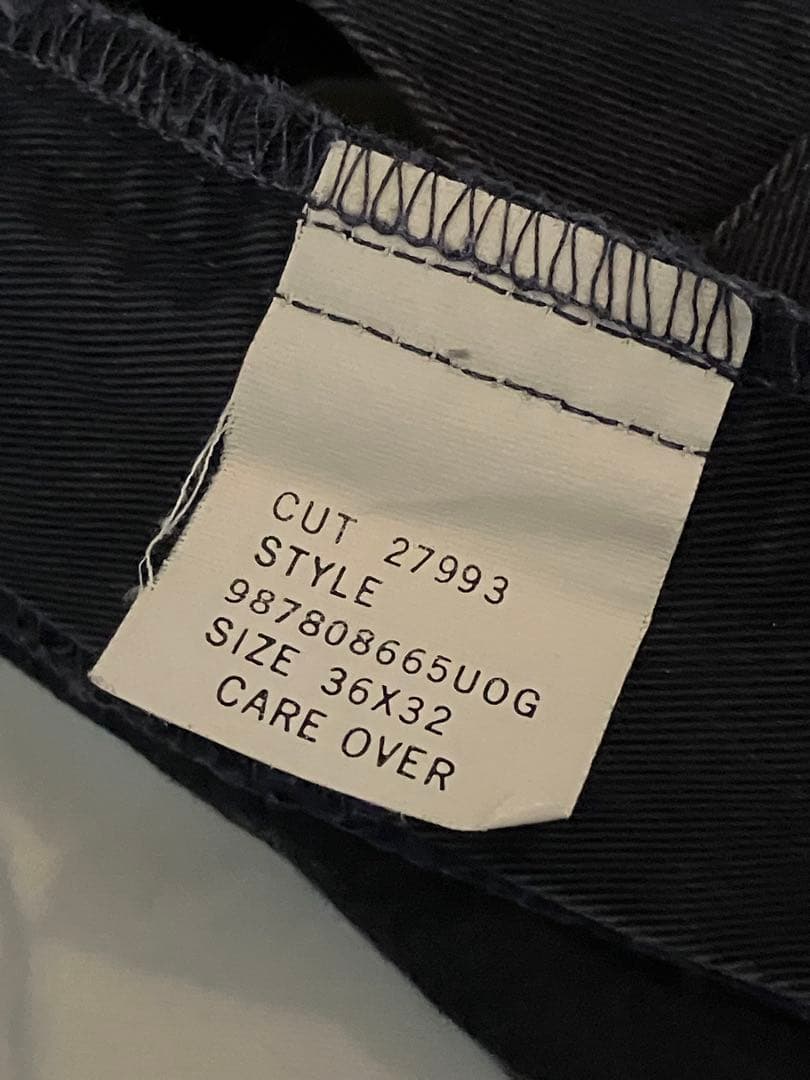 CUT 27993
STYLE
987808665UOG
SIZE 36X32
CARE OVER